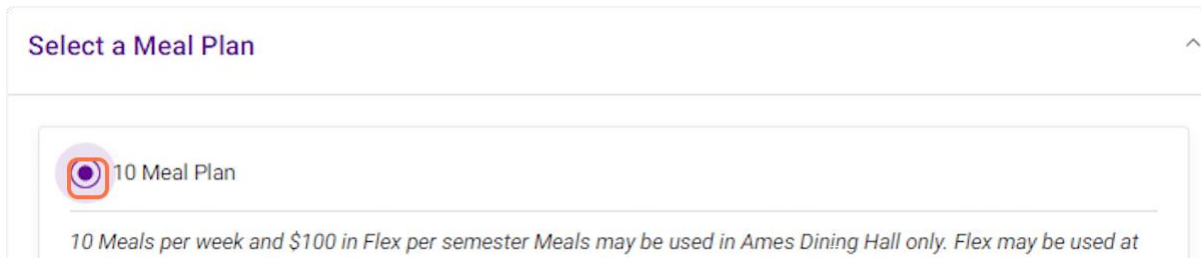 Select a Meal Plan
10 Meal Plan
10 Meals per week and $100 in Flex per semester Meals may be used in Ames Dining Hall only. Flex may be used at